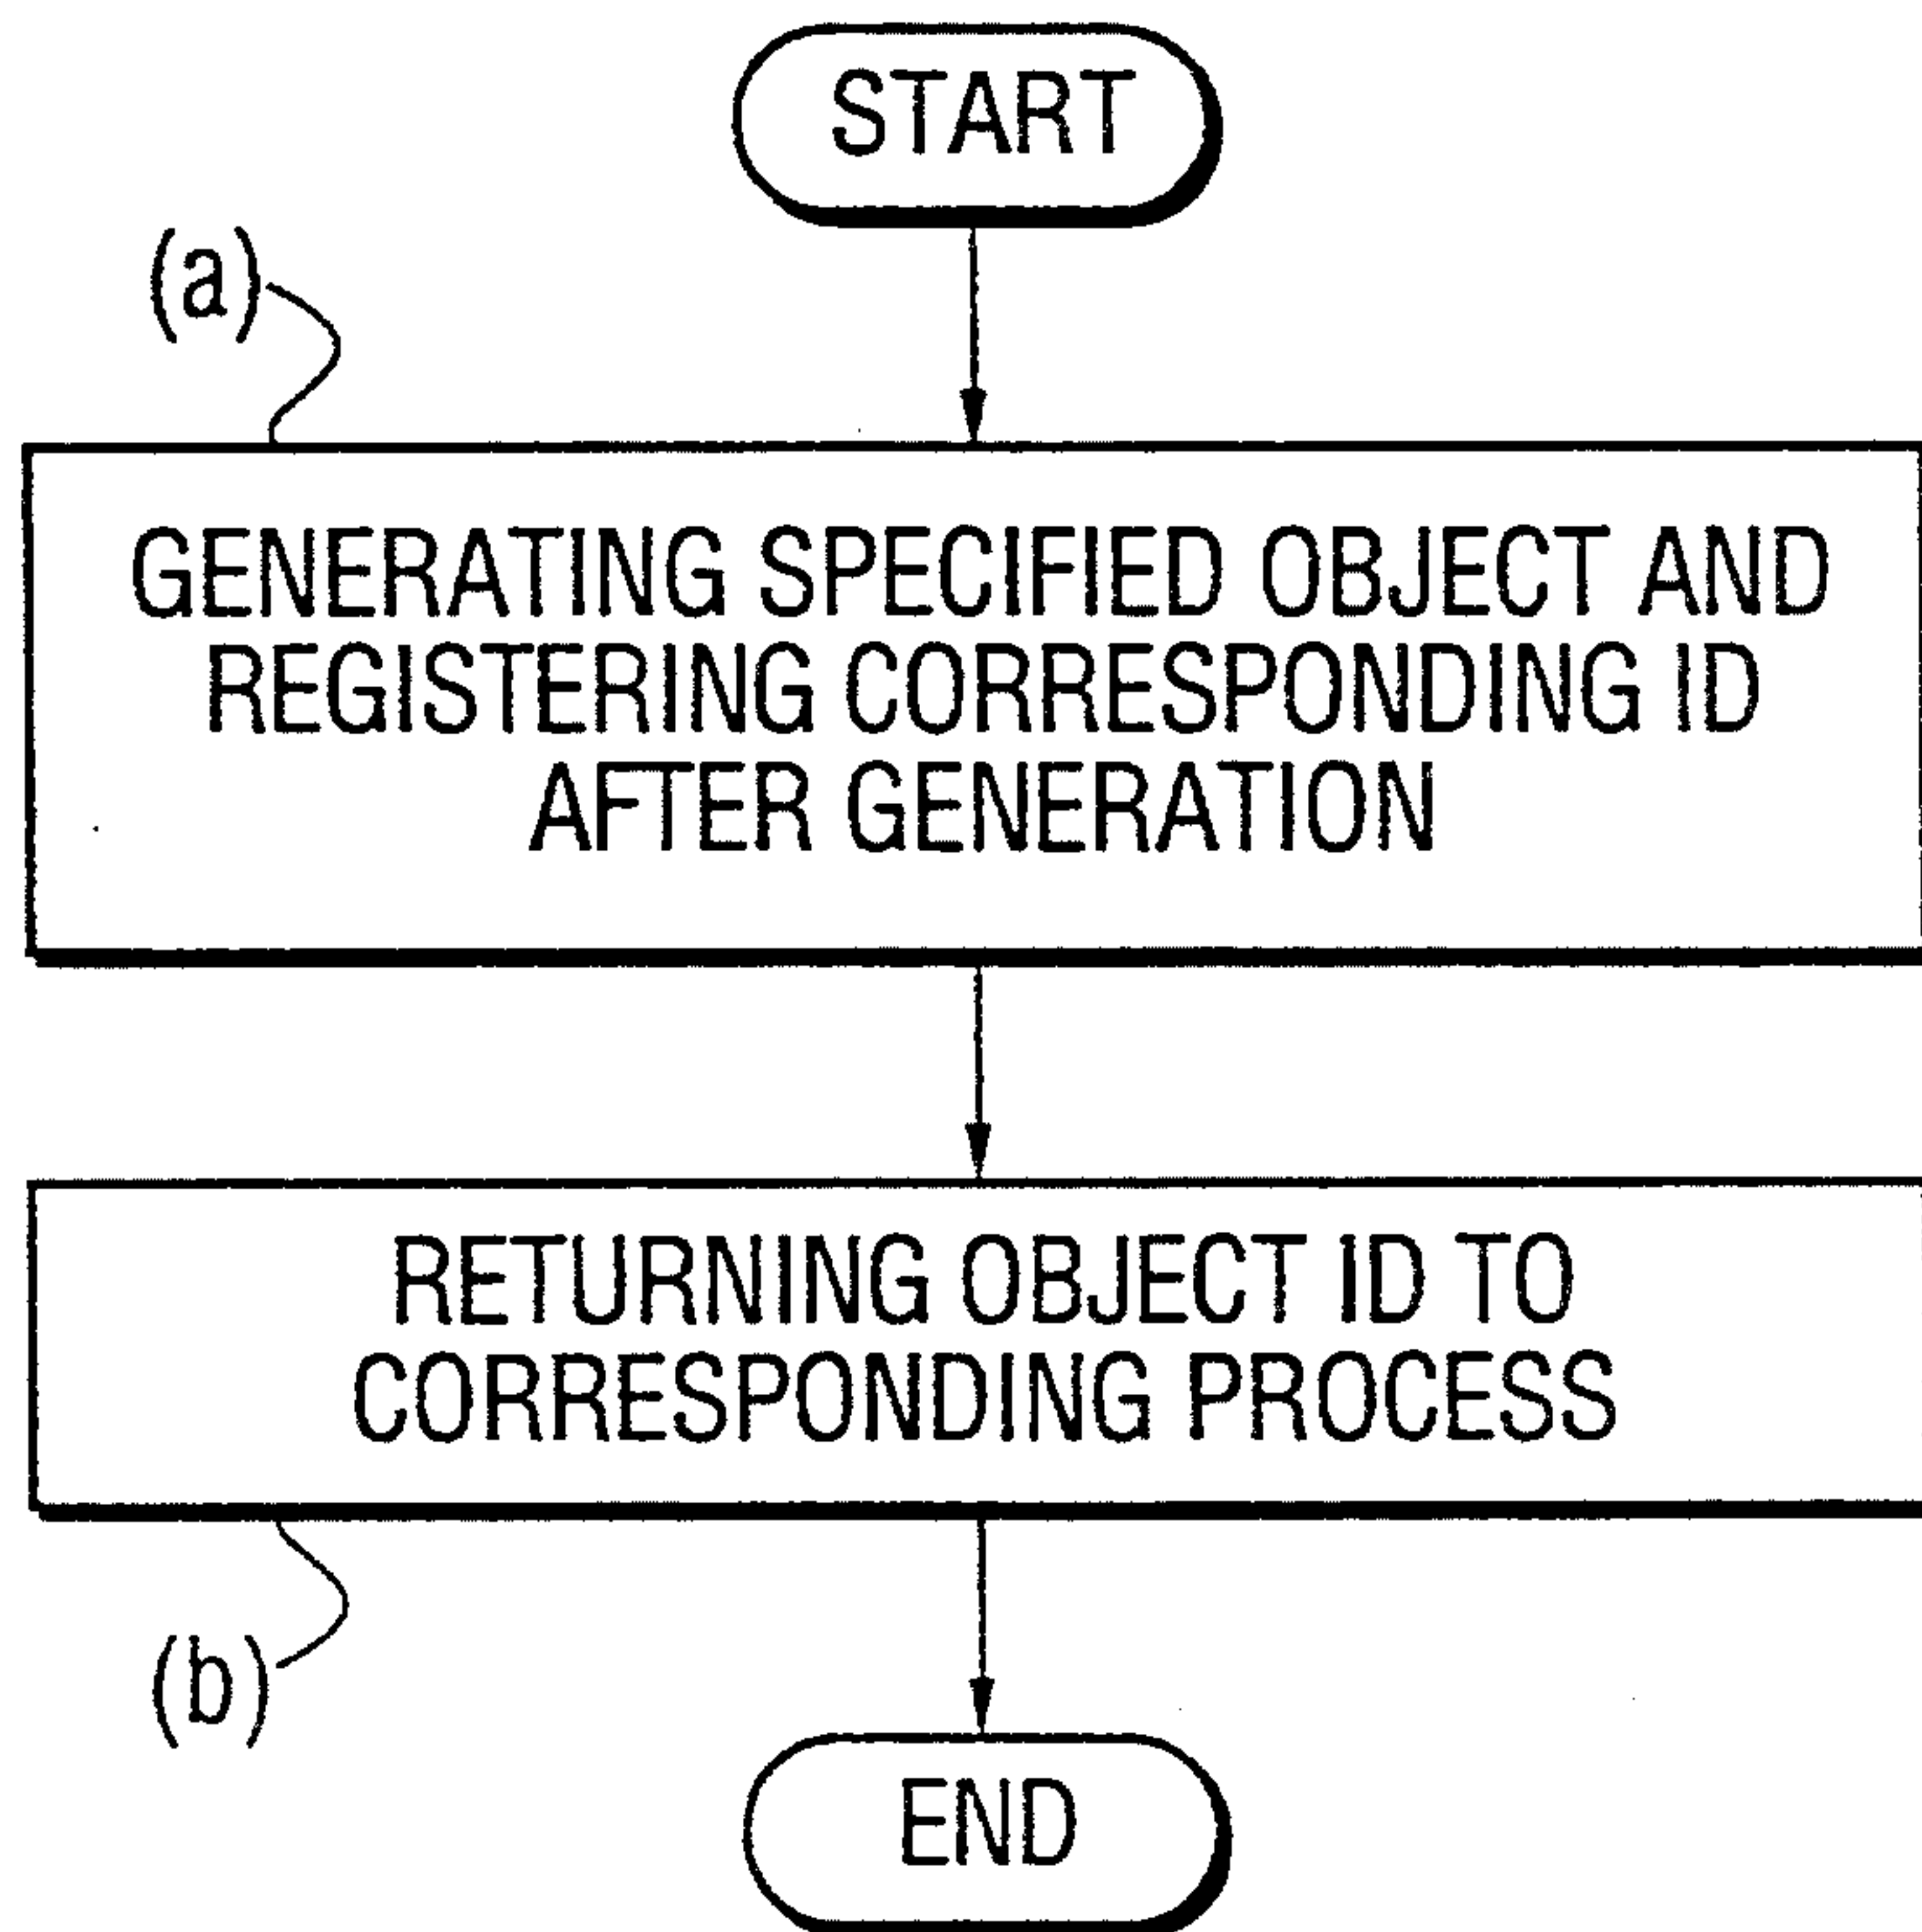 START
(a)
GENERATING SPECIFIED OBJECT AND
REGISTERING CORRESPONDING ID
AFTER GENERATION
RETURNING OBJECT ID TO
CORRESPONDING PROCESS
(b)
END